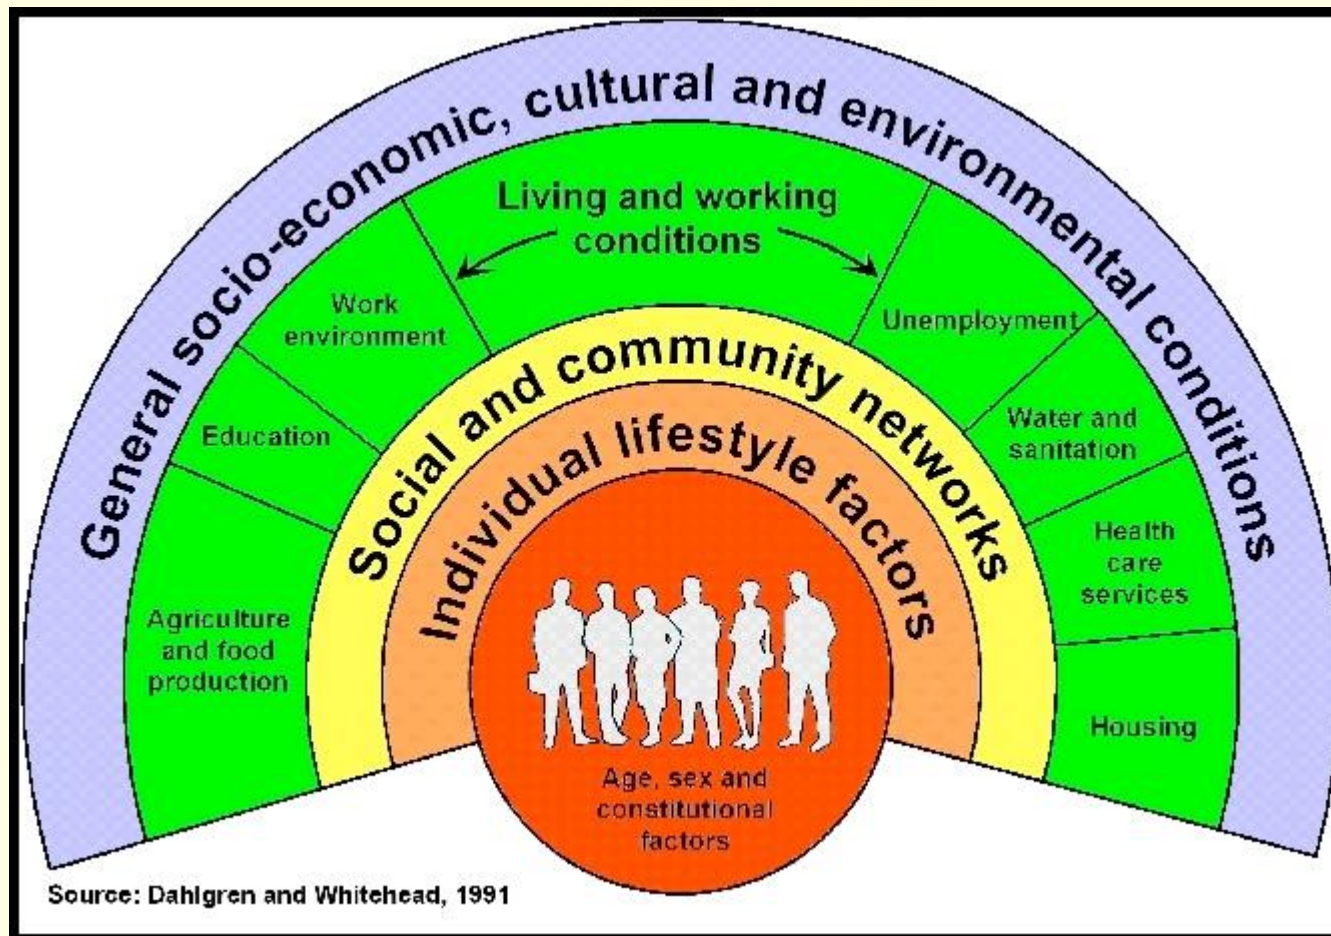 General socio-economic, cultural and environmental conditions
Living and working
conditions
Work
environment
Unemployment
Education
Water and
sanitation
Agriculture
and food
production
Health
care
services
Housing
Social and community networks
Individual lifestyle factors
Age, sex and
constitutional
factors
Source: Dahlgren and Whitehead, 1991